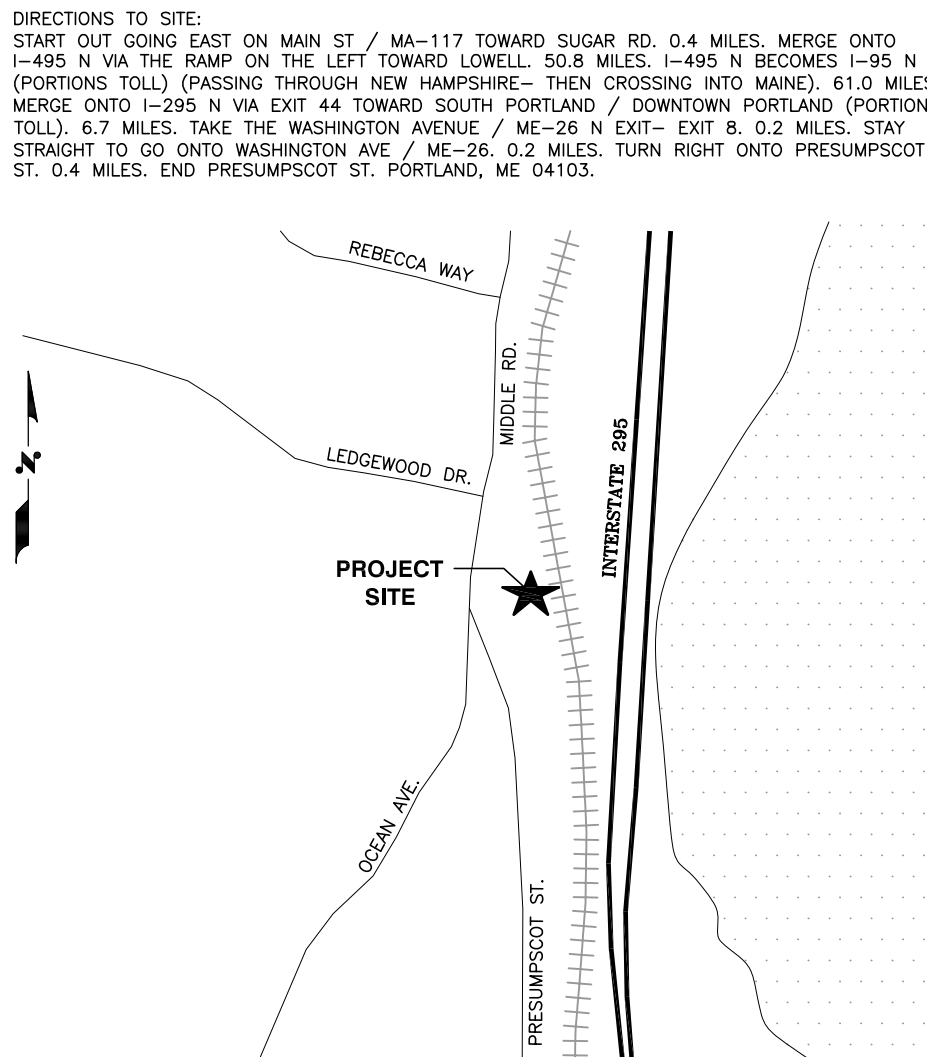 DIRECTIONS TO SITE:
START OUT GOING EAST ON MAIN ST / MA-117 TOWARD SUGAR RD. 0.4 MILES. MERGE ONTO
I-495 N VIA THE RAMP ON THE LEFT TOWARD LOWELL. 50.8 MILES. I-495 N BECOMES I-95 N
(PORTIONS TOLL) (PASSING THROUGH NEW HAMPSHIRE- THEN CROSSING INTO MAINE). 61.0 MILES
MERGE ONTO I-295 N VIA EXIT 44 TOWARD SOUTH PORTLAND / DOWNTOWN PORTLAND (PORTION
TOLL). 6.7 MILES. TAKE THE WASHINGTON AVENUE / ME-26 N EXIT- EXIT 8. 0.2 MILES. STAY
STRAIGHT TO GO ONTO WASHINGTON AVE / ME-26. 0.2 MILES. TURN RIGHT ONTO PRESUMPSCOT
ST. 0.4 MILES. END PRESUMPSCOT ST. PORTLAND, ME 04103.
REBECCA WAY
MIDDLE RD.
LEDGEWOOD DR.
INTERSTATE 295
N
PROJECT
SITE
OCEAN AVE.
PRESUMPSCOT ST.